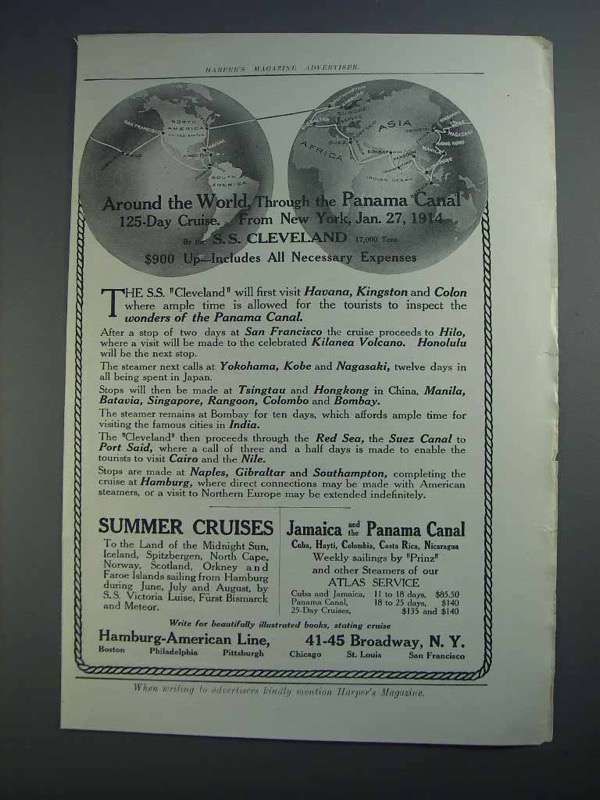 HARPER'S MAGAZINE ADVERTISER.
NORTH
AMERICA
SOUTH
AMERICA
ASIA
AFRICA
INDIAN OCEAN
Around the World, Through the Panama Canal
125-Day Cruise. From New York, Jan. 27, 1914
By the S.S. CLEVELAND 17,000 Tons
$900 Up—Includes All Necessary Expenses
THE S.S. "Cleveland" will first visit Havana, Kingston and Colon
where ample time is allowed for the tourists to inspect the
wonders of the Panama Canal.
After a stop of two days at San Francisco the cruise proceeds to Hilo,
where a visit will be made to the celebrated Kilanea Volcano. Honolulu
will be the next stop.
The steamer next calls at Yokohama, Kobe and Nagasaki, twelve days in
all being spent in Japan.
Stops will then be made at Tsingtau and Hongkong in China, Manila,
Batavia, Singapore, Rangoon, Colombo and Bombay.
The steamer remains at Bombay for ten days, which affords ample time for
visiting the famous cities in India.
The "Cleveland" then proceeds through the Red Sea, the Suez Canal to
Port Said, where a call of three and a half days is made to enable the
tourists to visit Cairo and the Nile.
Stops are made at Naples, Gibraltar and Southampton, completing the
cruise at Hamburg, where direct connections may be made with American
steamers, or a visit to Northern Europe may be extended indefinitely.
SUMMER CRUISES
To the Land of the Midnight Sun,
Iceland, Spitzbergen, North Cape,
Norway, Scotland, Orkney and
Faroe Islands sailing from Hamburg
during June, July and August, by
S.S. Victoria Luise, Fürst Bismarck
and Meteor.
Jamaica and the Panama Canal
Cuba, Hayti, Colombia, Costa Rica, Nicaragua
Weekly sailings by "Prinz"
and other Steamers of our
ATLAS SERVICE
Cuba and Jamaica, 11 to 18 days, $85.50
Panama Canal, 18 to 25 days, $140
25-Day Cruises, $135 and $140
Write for beautifully illustrated books, stating cruise
Hamburg-American Line, 41-45 Broadway, N. Y.
Boston Philadelphia Pittsburgh Chicago St. Louis San Francisco
When writing to advertisers kindly mention Harper's Magazine.